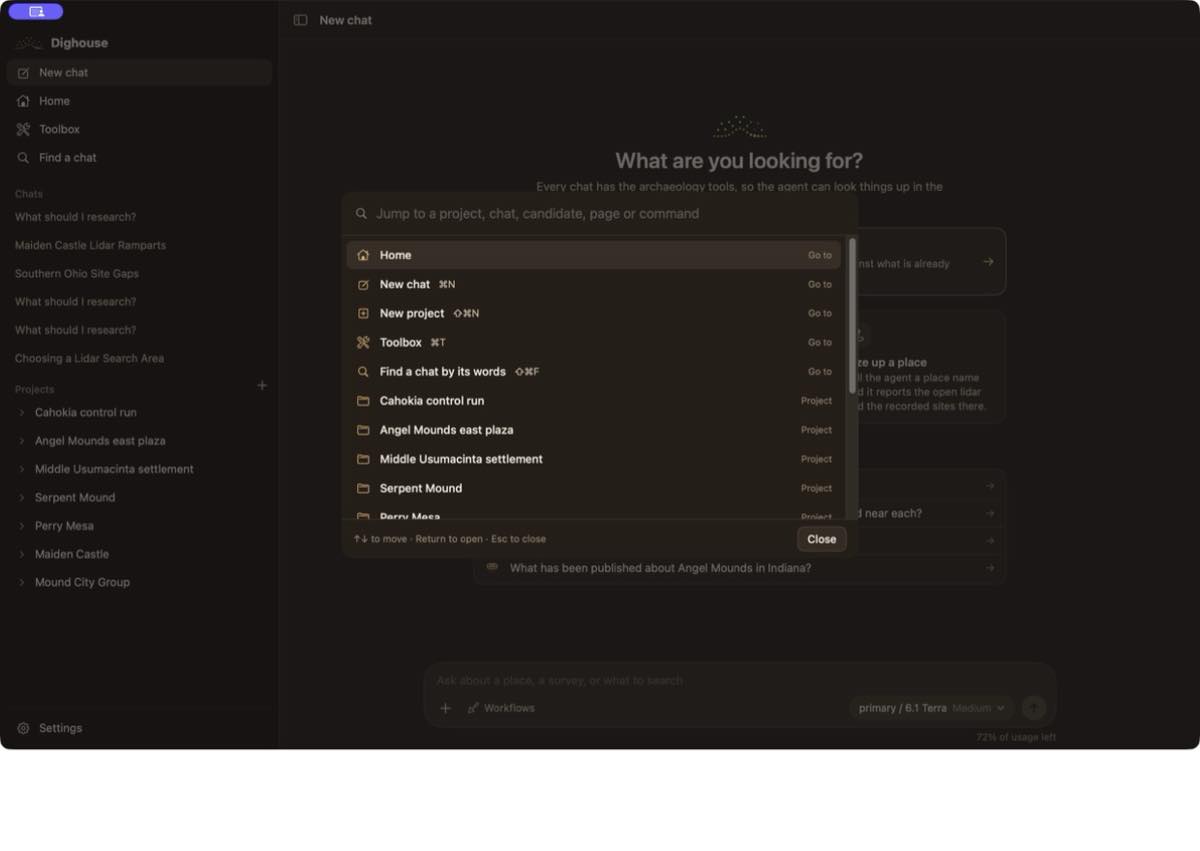 New chat
Dighouse
New chat
Home
Toolbox
Find a chat
Chats
What should I research?
Maiden Castle Lidar Ramparts
Southern Ohio Site Gaps
What should I research?
What should I research?
Choosing a Lidar Search Area
Projects
Cahokia control run
Angel Mounds east plaza
Middle Usumacinta settlement
Serpent Mound
Perry Mesa
Maiden Castle
Mound City Group
Settings
What are you looking for?
Every chat has the archaeology tools, so the agent can look things up in the
Jump to a project, chat, candidate, page or command
Home Go to
New chat ⌘N Go to
New project ⇧⌘N Go to
Toolbox ⌘T Go to
Find a chat by its words ⇧⌘F Go to
Cahokia control run Project
Angel Mounds east plaza Project
Middle Usumacinta settlement Project
Serpent Mound Project
Perry Mesa Project
↑↓ to move · Return to open · Esc to close
Close
what is already
up a place
the agent a place name
it reports the open lidar
the recorded sites there.
near each?
What has been published about Angel Mounds in Indiana?
Ask about a place, a survey, or what to search
Workflows
primary / 6.1 Terra Medium
72% of usage left